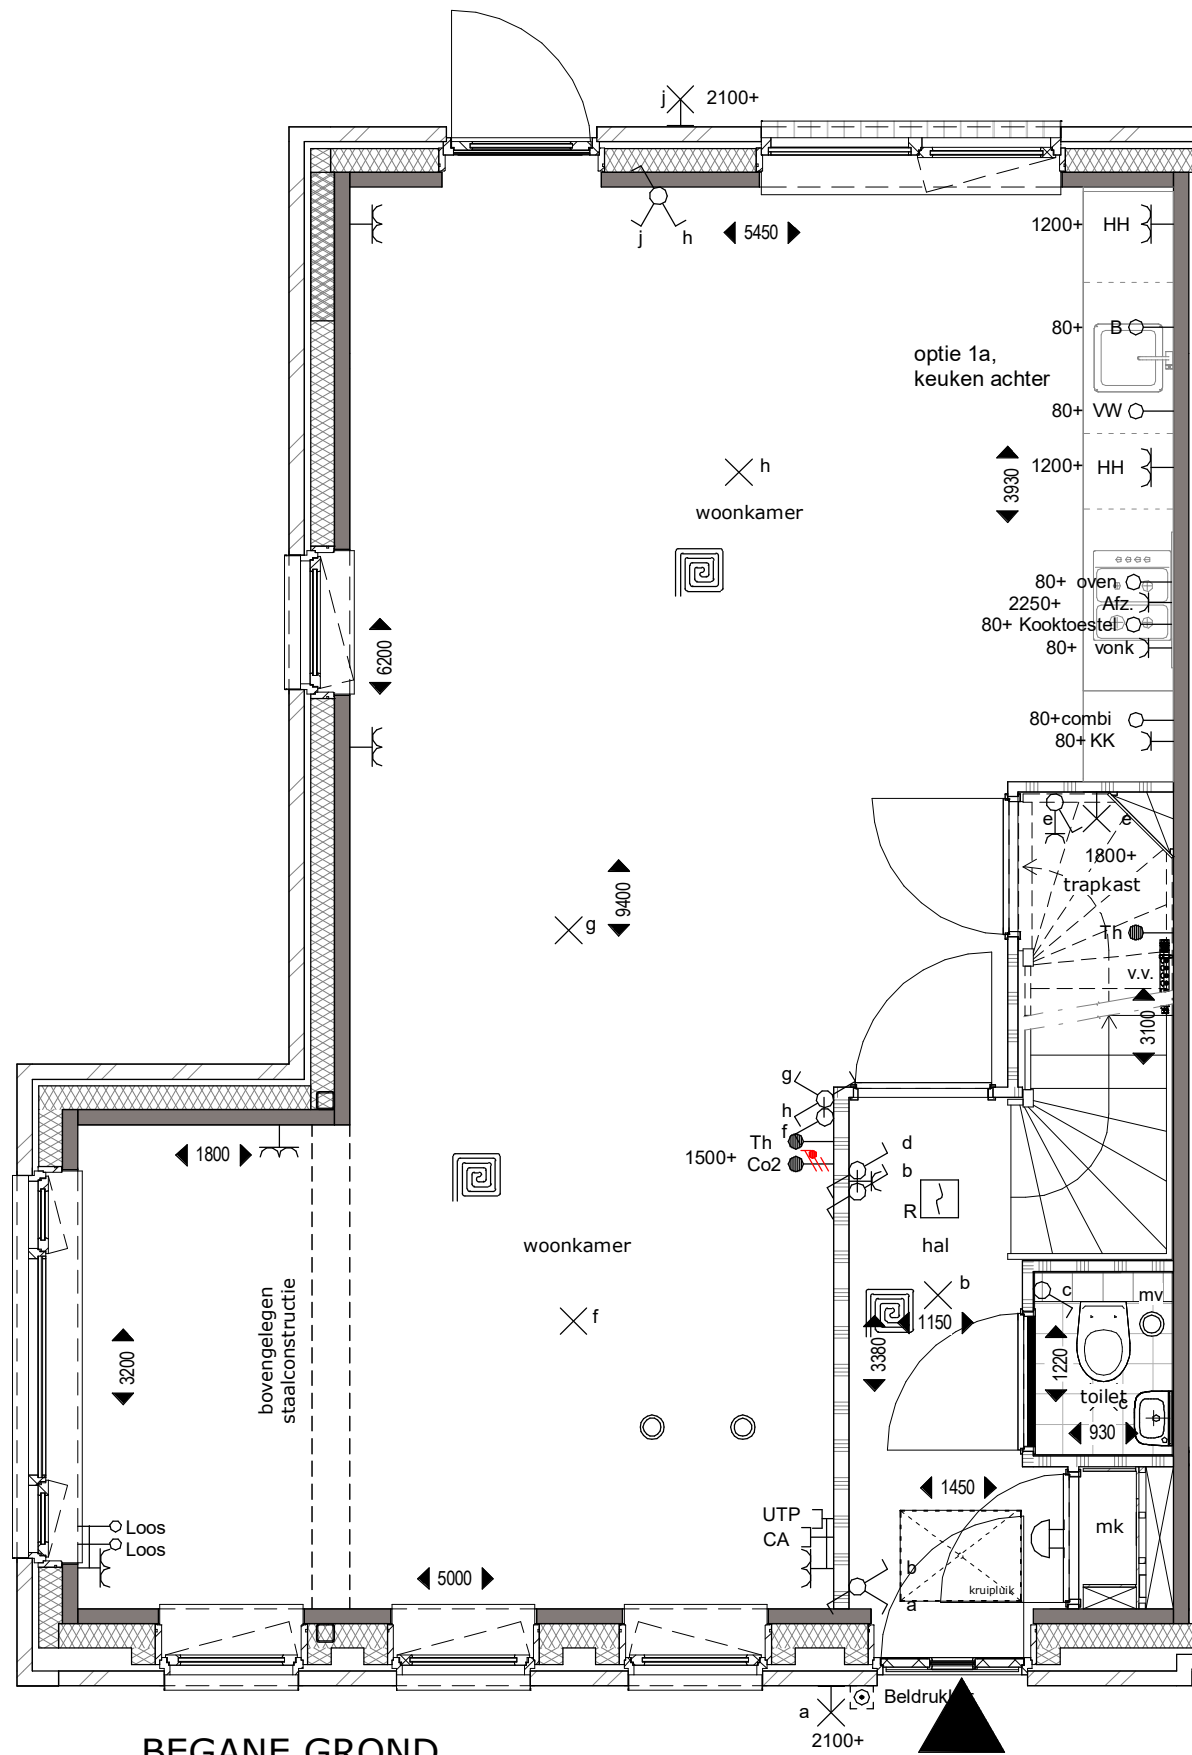 j 2100+
j h
5450
1200+ HH
80+ B
optie 1a,
keuken achter
80+ VW
h
1200+ HH
3930
woonkamer
80+ oven
2250+ Afz.
80+ Kooktoestel
80+ vonk
6200
80+combi
80+ KK
e e
1800+
trapkast
9400
g
Th
v.v.
3100
g
h
f
Th
1500+
Co2
d
b
1800
R
hal
woonkamer
b
c
mv
f
1150
3380
1220
bovengelegen
staalconstructie
3200
toilet
c
930
1450
UTP
CA
Loos
Loos
mk
b
a
kruipluik
5000
a
2100+
BEGANE GROND